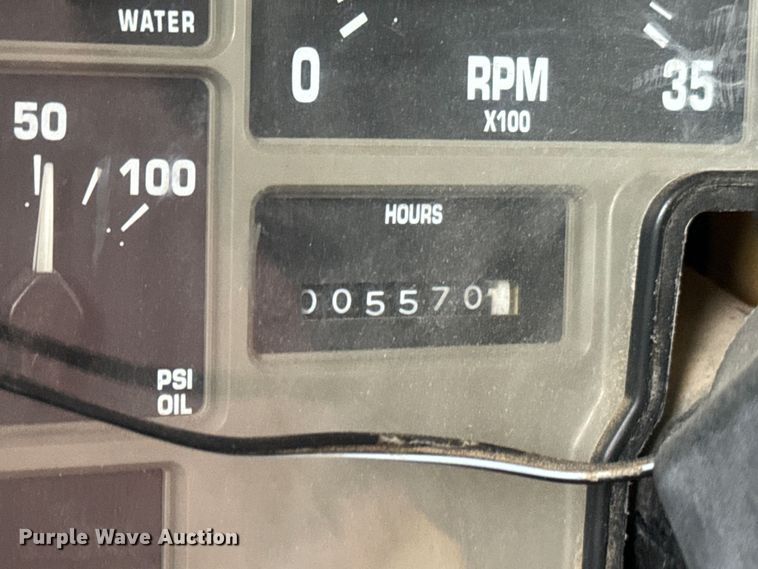 WATER
0 RPM 35
X100
50
100
HOURS
005570
PSI
OIL
Purple Wave Auction